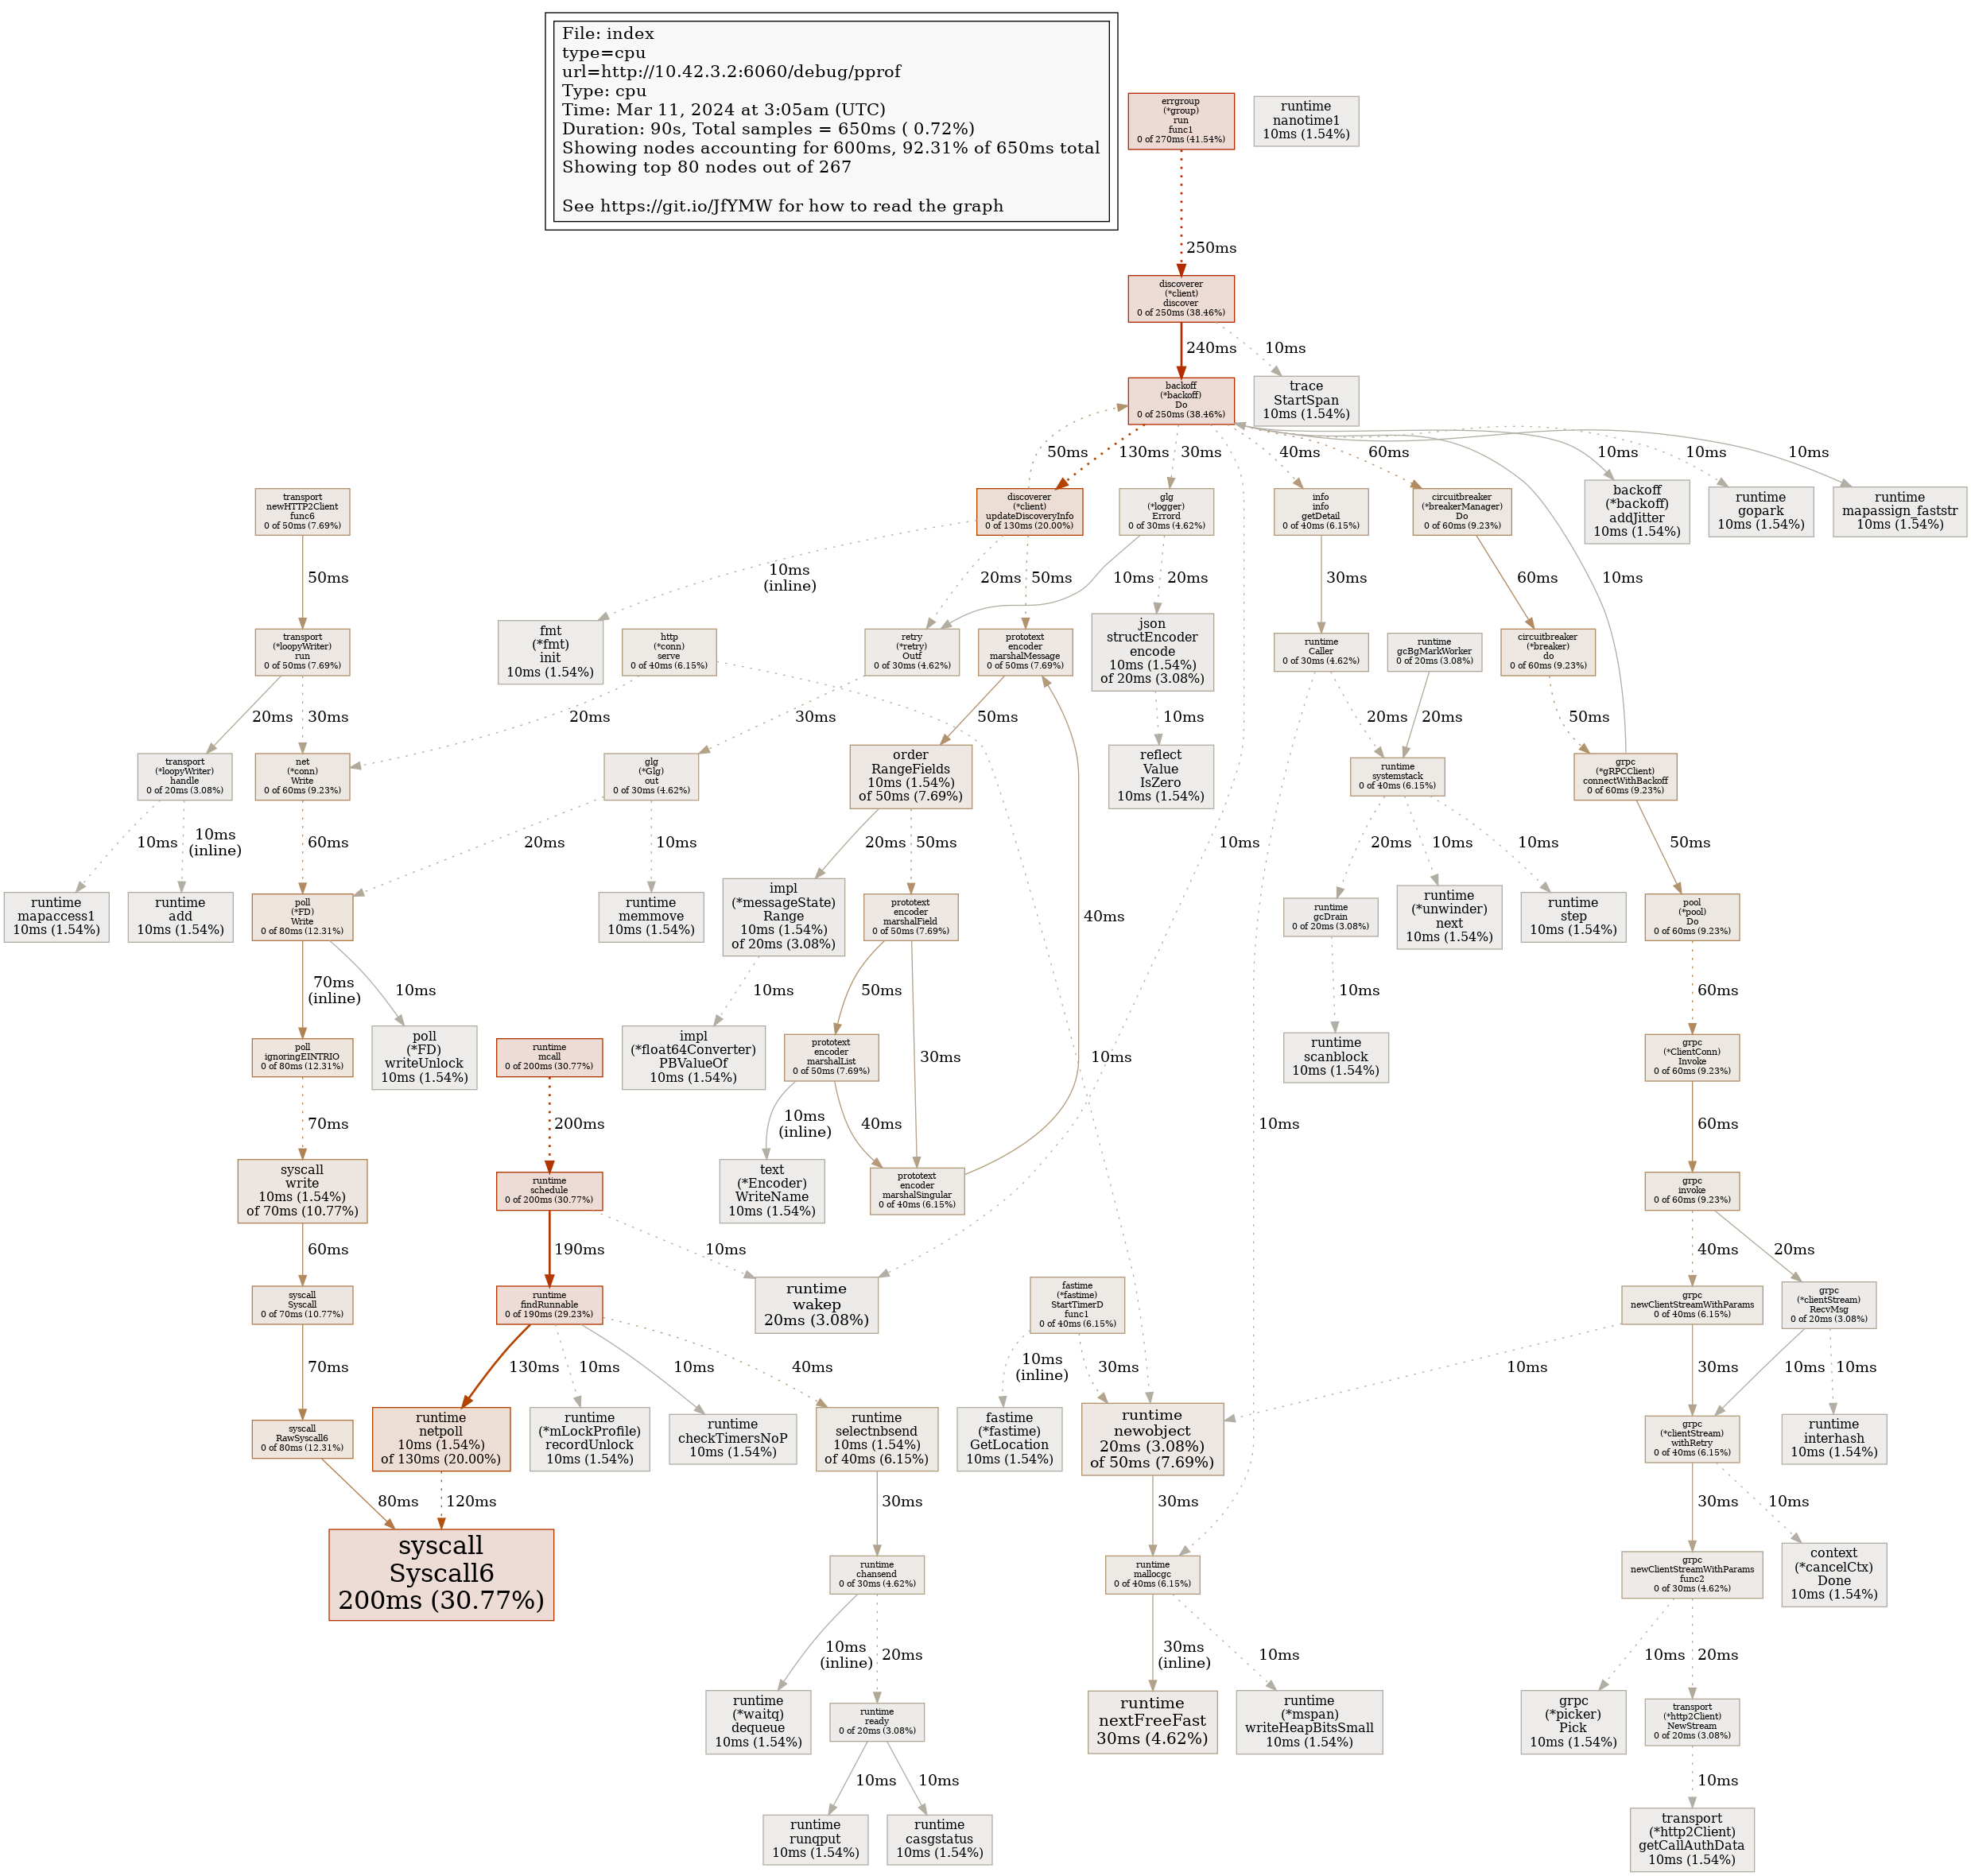 File: index
type=cpu
url=http://10.42.3.2:6060/debug/pprof
Type: cpu
Time: Mar 11, 2024 at 3:05am (UTC)
Duration: 90s, Total samples = 650ms ( 0.72%)
Showing nodes accounting for 600ms, 92.31% of 650ms total
Showing top 80 nodes out of 267
See https://git.io/JfYMW for how to read the graph
errgroup
(*group)
run
func1
0 of 270ms (41.54%)
runtime
nanotime1
10ms (1.54%)
250ms
discoverer
(*client)
discover
0 of 250ms (38.46%)
240ms
10ms
backoff
(*backoff)
Do
0 of 250ms (38.46%)
trace
StartSpan
10ms (1.54%)
50ms
130ms
30ms
40ms
60ms
10ms
10ms
10ms
transport
newHTTP2Client
func6
0 of 50ms (7.69%)
discoverer
(*client)
updateDiscoveryInfo
0 of 130ms (20.00%)
glg
(*logger)
Errord
0 of 30ms (4.62%)
info
info
getDetail
0 of 40ms (6.15%)
circuitbreaker
(*breakerManager)
Do
0 of 60ms (9.23%)
backoff
(*backoff)
addJitter
10ms (1.54%)
runtime
gopark
10ms (1.54%)
runtime
mapassign_faststr
10ms (1.54%)
50ms
10ms
(inline)
20ms
50ms
10ms
20ms
30ms
60ms
10ms
transport
(*loopyWriter)
run
0 of 50ms (7.69%)
fmt
(*fmt)
init
10ms (1.54%)
http
(*conn)
serve
0 of 40ms (6.15%)
retry
(*retry)
Outf
0 of 30ms (4.62%)
prototext
encoder
marshalMessage
0 of 50ms (7.69%)
json
structEncoder
encode
10ms (1.54%)
of 20ms (3.08%)
runtime
Caller
0 of 30ms (4.62%)
runtime
gcBgMarkWorker
0 of 20ms (3.08%)
circuitbreaker
(*breaker)
do
0 of 60ms (9.23%)
20ms
30ms
20ms
30ms
50ms
10ms
20ms
20ms
50ms
transport
(*loopyWriter)
handle
0 of 20ms (3.08%)
net
(*conn)
Write
0 of 60ms (9.23%)
glg
(*Glg)
out
0 of 30ms (4.62%)
order
RangeFields
10ms (1.54%)
of 50ms (7.69%)
reflect
Value
IsZero
10ms (1.54%)
runtime
systemstack
0 of 40ms (6.15%)
grpc
(*gRPCClient)
connectWithBackoff
0 of 60ms (9.23%)
10ms
10ms
(inline)
60ms
20ms
10ms
20ms
50ms
10ms
20ms
10ms
10ms
50ms
runtime
mapaccess1
10ms (1.54%)
runtime
add
10ms (1.54%)
poll
(*FD)
Write
0 of 80ms (12.31%)
runtime
memmove
10ms (1.54%)
impl
(*messageState)
Range
10ms (1.54%)
of 20ms (3.08%)
prototext
encoder
marshalField
0 of 50ms (7.69%)
40ms
runtime
gcDrain
0 of 20ms (3.08%)
runtime
(*unwinder)
next
10ms (1.54%)
runtime
step
10ms (1.54%)
pool
(*pool)
Do
0 of 60ms (9.23%)
70ms
(inline)
10ms
10ms
50ms
10ms
60ms
poll
ignoringEINTRIO
0 of 80ms (12.31%)
poll
(*FD)
writeUnlock
10ms (1.54%)
runtime
mcall
0 of 200ms (30.77%)
impl
(*float64Converter)
PBValueOf
10ms (1.54%)
prototext
encoder
marshalList
0 of 50ms (7.69%)
30ms
10ms
runtime
scanblock
10ms (1.54%)
grpc
(*ClientConn)
Invoke
0 of 60ms (9.23%)
70ms
200ms
10ms
(inline)
40ms
10ms
60ms
syscall
write
10ms (1.54%)
of 70ms (10.77%)
runtime
schedule
0 of 200ms (30.77%)
text
(*Encoder)
WriteName
10ms (1.54%)
prototext
encoder
marshalSingular
0 of 40ms (6.15%)
grpc
invoke
0 of 60ms (9.23%)
60ms
190ms
10ms
40ms
20ms
syscall
Syscall
0 of 70ms (10.77%)
runtime
findRunnable
0 of 190ms (29.23%)
runtime
wakep
20ms (3.08%)
fastime
(*fastime)
StartTimerD
func1
0 of 40ms (6.15%)
grpc
newClientStreamWithParams
0 of 40ms (6.15%)
grpc
(*clientStream)
RecvMsg
0 of 20ms (3.08%)
70ms
130ms
10ms
10ms
40ms
10ms
(inline)
30ms
10ms
30ms
10ms
10ms
syscall
RawSyscall6
0 of 80ms (12.31%)
runtime
netpoll
10ms (1.54%)
of 130ms (20.00%)
runtime
(*mLockProfile)
recordUnlock
10ms (1.54%)
runtime
checkTimersNoP
10ms (1.54%)
runtime
selectnbsend
10ms (1.54%)
of 40ms (6.15%)
fastime
(*fastime)
GetLocation
10ms (1.54%)
runtime
newobject
20ms (3.08%)
of 50ms (7.69%)
grpc
(*clientStream)
withRetry
0 of 40ms (6.15%)
runtime
interhash
10ms (1.54%)
80ms
120ms
30ms
30ms
30ms
10ms
syscall
Syscall6
200ms (30.77%)
runtime
chansend
0 of 30ms (4.62%)
runtime
mallocgc
0 of 40ms (6.15%)
grpc
newClientStreamWithParams
func2
0 of 30ms (4.62%)
context
(*cancelCtx)
Done
10ms (1.54%)
10ms
(inline)
20ms
30ms
(inline)
10ms
10ms
20ms
runtime
(*waitq)
dequeue
10ms (1.54%)
runtime
ready
0 of 20ms (3.08%)
runtime
nextFreeFast
30ms (4.62%)
runtime
(*mspan)
writeHeapBitsSmall
10ms (1.54%)
grpc
(*picker)
Pick
10ms (1.54%)
transport
(*http2Client)
NewStream
0 of 20ms (3.08%)
10ms
10ms
10ms
runtime
runqput
10ms (1.54%)
runtime
casgstatus
10ms (1.54%)
transport
(*http2Client)
getCallAuthData
10ms (1.54%)